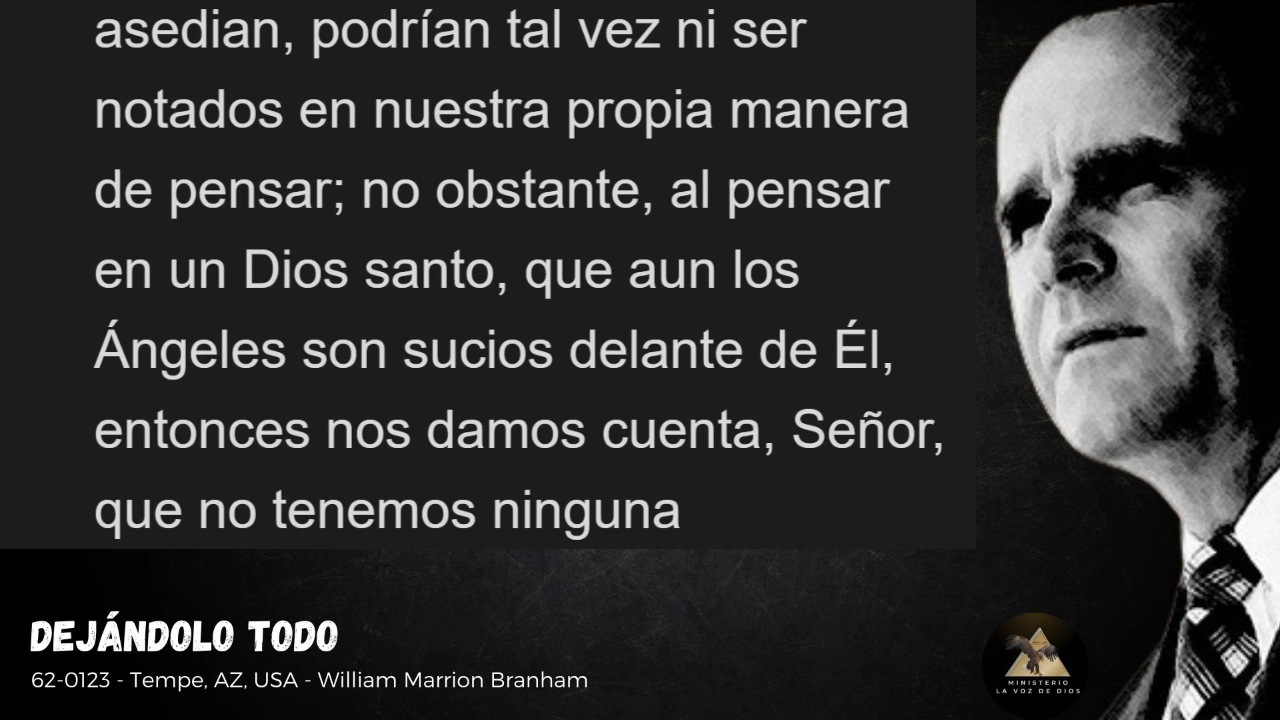 asedian, podrían tal vez ni ser
notados en nuestra propia manera
de pensar; no obstante, al pensar
en un Dios santo, que aun los
Ángeles son sucios delante de Él,
entonces nos damos cuenta, Señor,
que no tenemos ninguna
DEJÁNDOLO TODO
62-0123 - Tempe, AZ, USA - William Marrion Branham
MINISTERIO
LA VOZ DE DIOS